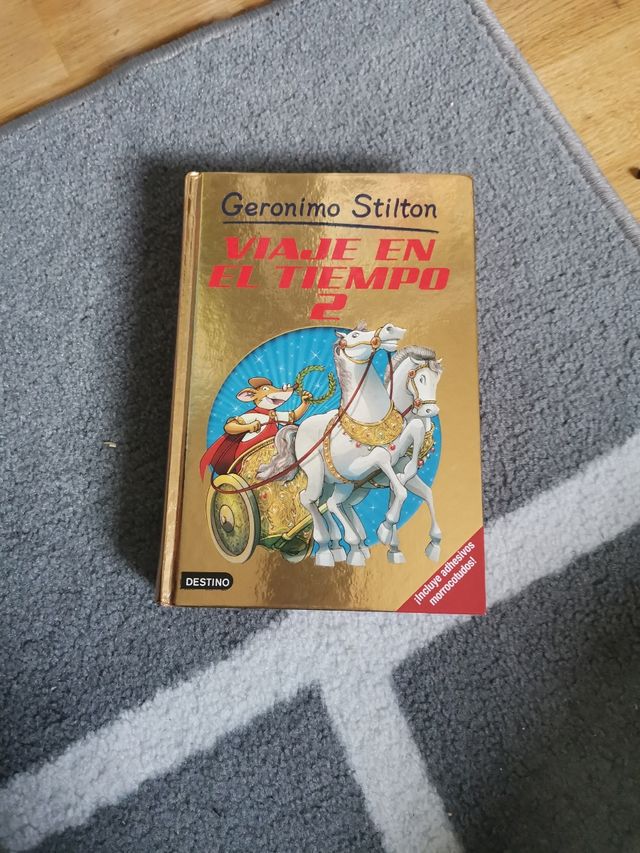 Geronimo Stilton
VIAJE EN
EL TIEMPO
2
DESTINO
¡Incluye adhesivos
morrocotudos!